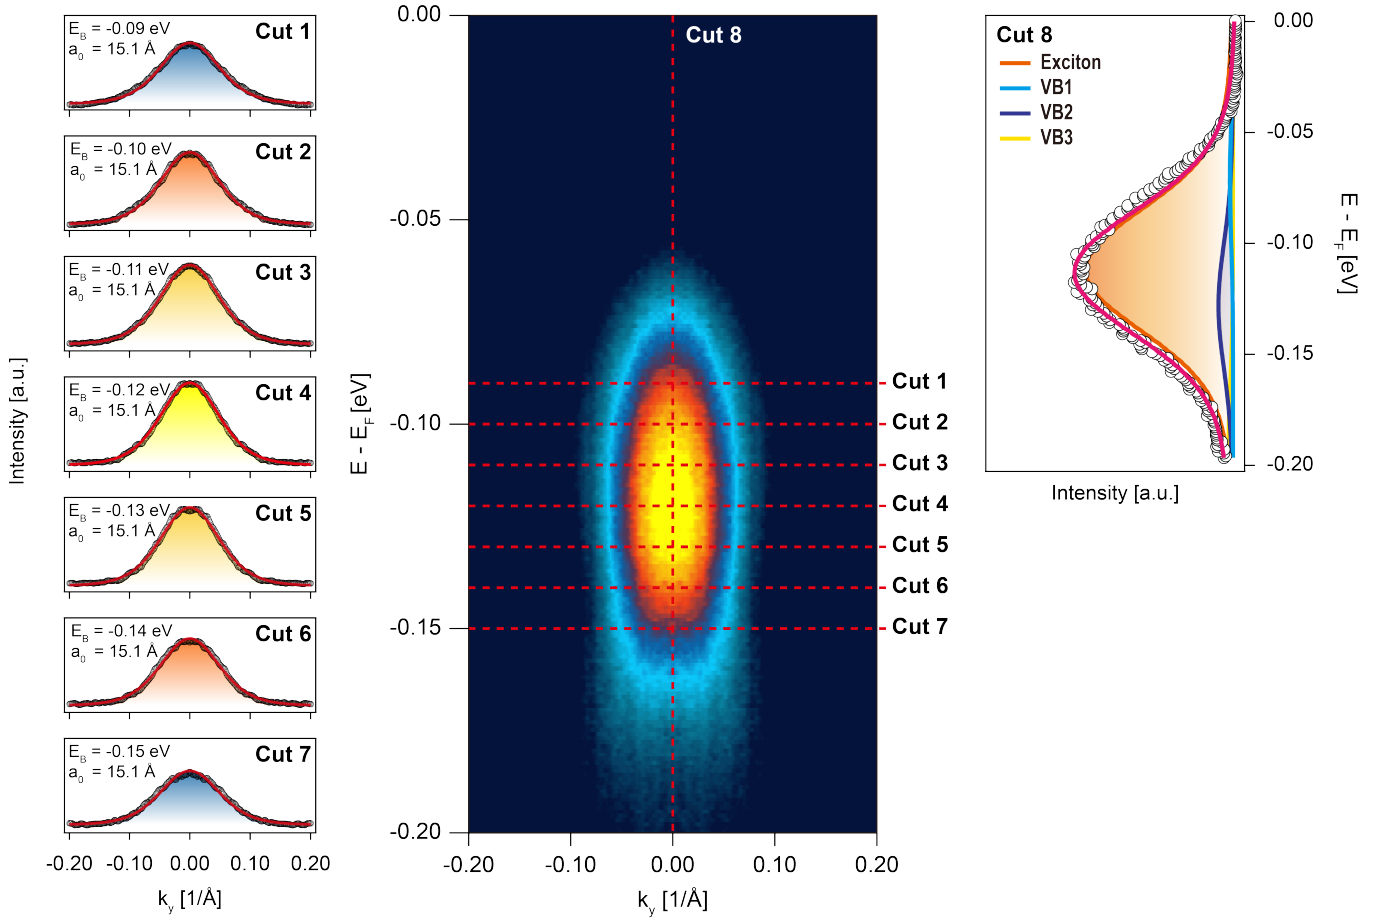 E_B = -0.09 eV
a_0 = 15.1 Å
Cut 1
E_B = -0.10 eV
a_0 = 15.1 Å
Cut 2
E_B = -0.11 eV
a_0 = 15.1 Å
Cut 3
E_B = -0.12 eV
a_0 = 15.1 Å
Cut 4
E_B = -0.13 eV
a_0 = 15.1 Å
Cut 5
E_B = -0.14 eV
a_0 = 15.1 Å
Cut 6
E_B = -0.15 eV
a_0 = 15.1 Å
Cut 7
-0.20 0.00 0.10 0.20
k_y [1/Å]
Intensity [a.u.]
0.00
-0.05
-0.10
-0.15
-0.20
E - E_F [eV]
Cut 8
Cut 1
Cut 2
Cut 3
Cut 4
Cut 5
Cut 6
Cut 7
-0.20 -0.10 0.00 0.10 0.20
k_y [1/Å]
Cut 8
Exciton
VB1
VB2
VB3
0.00
-0.05
-0.10
-0.15
-0.20
E - E_F [eV]
Intensity [a.u.]